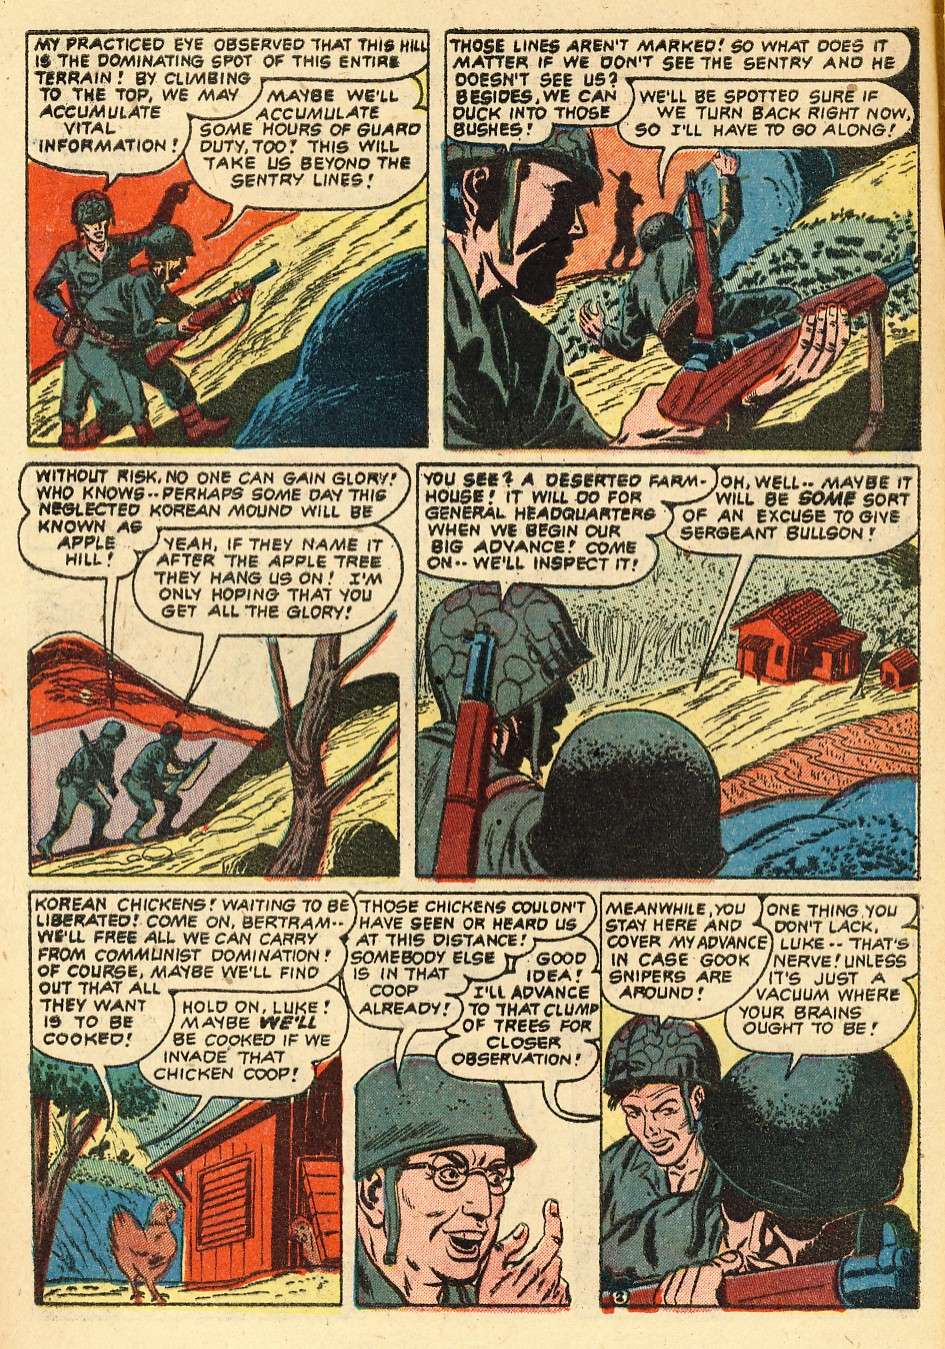 MY PRACTICED EYE OBSERVED THAT THIS HILL
IS THE DOMINATING SPOT OF THIS ENTIRE
TERRAIN! BY CLIMBING
TO THE TOP, WE MAY
ACCUMULATE
VITAL
INFORMATION!
MAYBE WE'LL
ACCUMULATE
SOME HOURS OF GUARD
DUTY, TOO! THIS WILL
TAKE US BEYOND THE
SENTRY LINES!
THOSE LINES AREN'T MARKED! SO WHAT DOES IT
MATTER IF WE DON'T SEE THE SENTRY AND HE
DOESN'T SEE US?
BESIDES, WE CAN
DUCK INTO THOSE
BUSHES!
WE'LL BE SPOTTED SURE IF
WE TURN BACK RIGHT NOW,
SO I'LL HAVE TO GO ALONG!
WITHOUT RISK, NO ONE CAN GAIN GLORY!
WHO KNOWS-- PERHAPS SOME DAY THIS
NEGLECTED KOREAN MOUND WILL BE
KNOWN AS
APPLE
HILL!
YEAH, IF THEY NAME IT
AFTER THE APPLE TREE
THEY HANG US ON! I'M
ONLY HOPING THAT YOU
GET ALL THE GLORY!
YOU SEE? A DESERTED FARM-
HOUSE! IT WILL DO FOR
GENERAL HEADQUARTERS
WHEN WE BEGIN OUR
BIG ADVANCE! COME
ON-- WE'LL INSPECT IT!
OH, WELL-- MAYBE IT
WILL BE SOME SORT
OF AN EXCUSE TO GIVE
SERGEANT BULLSON!
KOREAN CHICKENS! WAITING TO BE
LIBERATED! COME ON, BERTRAM--
WE'LL FREE ALL WE CAN CARRY
FROM COMMUNIST DOMINATION!
OF COURSE, MAYBE WE'LL FIND
OUT THAT ALL
THEY WANT
IS TO BE
COOKED!
HOLD ON, LUKE!
MAYBE WE'LL
BE COOKED IF WE
INVADE THAT
CHICKEN COOP!
THOSE CHICKENS COULDN'T
HAVE SEEN OR HEARD US
AT THIS DISTANCE!
SOMEBODY ELSE
IS IN THAT
COOP
ALREADY!
GOOD
IDEA!
I'LL ADVANCE
TO THAT CLUMP
OF TREES FOR
CLOSER
OBSERVATION!
MEANWHILE, YOU
STAY HERE AND
COVER MY ADVANCE
IN CASE GOOK
SNIPERS ARE
AROUND!
ONE THING YOU
DON'T LACK,
LUKE-- THAT'S
NERVE! UNLESS
IT'S JUST A
VACUUM WHERE
YOUR BRAINS
OUGHT TO BE!
2